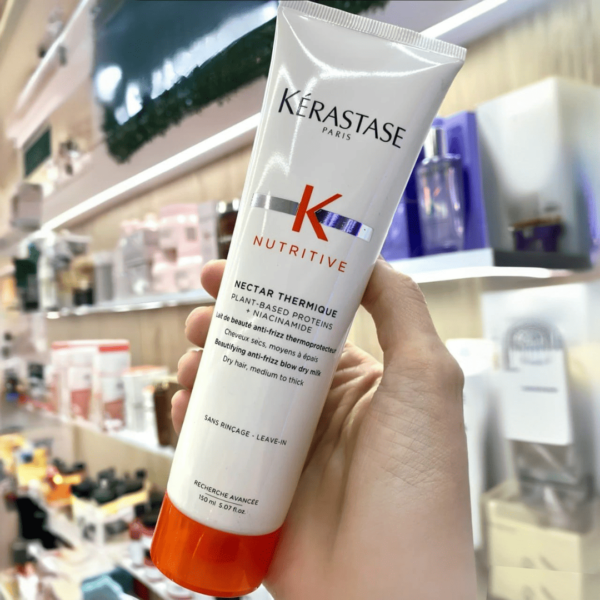 KÉRASTASE
PARIS
K
NUTRITIVE
NECTAR THERMIQUE
PLANT-BASED PROTEINS
+ NIACINAMIDE
Lait de beauté anti-frizz thermoprotecteur
Cheveux secs, moyens à épais
Beautifying anti-frizz blow dry milk
Dry hair, medium to thick
SANS RINÇAGE - LEAVE-IN
RECHERCHE AVANCÉE
150 ml 5.07 fl.oz.